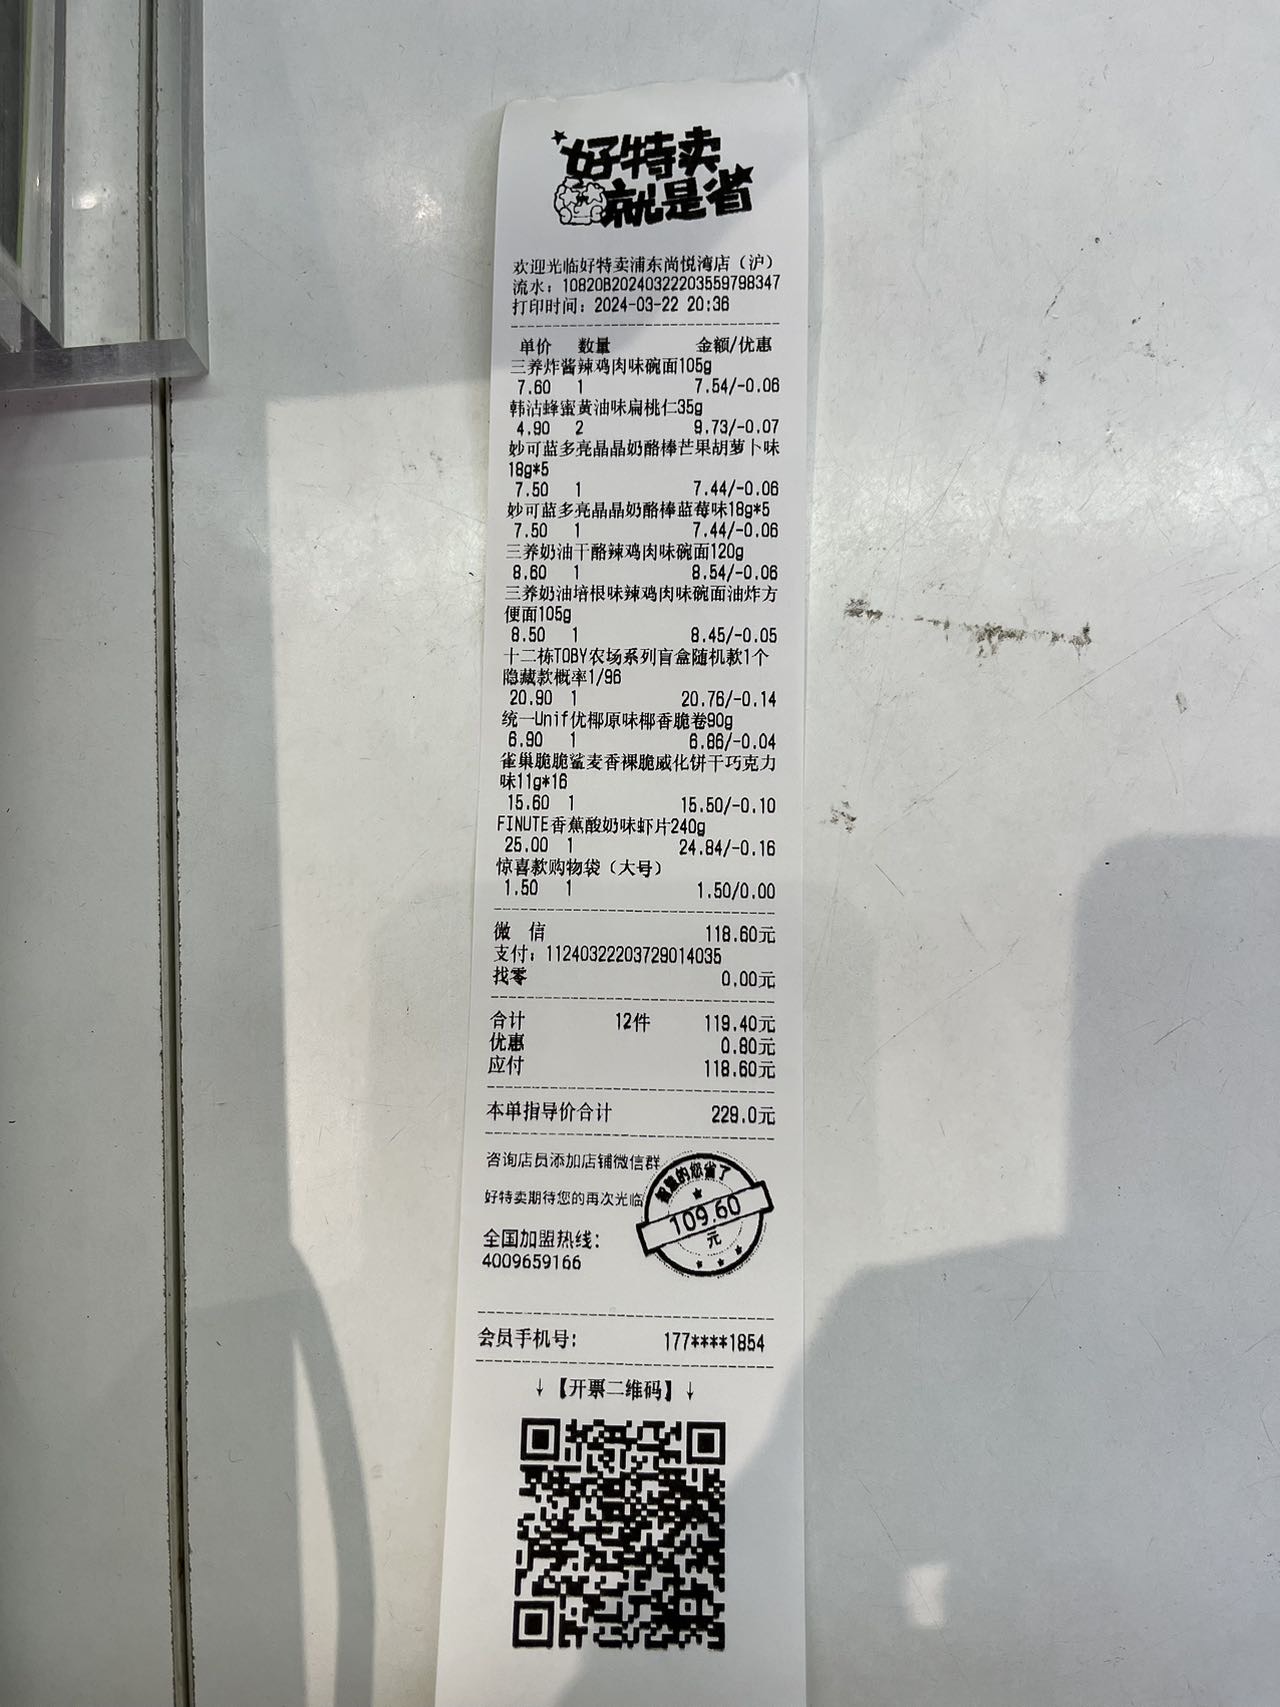 好特卖
就是省
欢迎光临好特卖浦东尚悦湾店（沪）
流水：10820B20240322203559798347
打印时间：2024-03-22 20:36
单价 数量 金额/优惠
三养炸酱辣鸡肉味碗面105g
7.60 1 7.54/-0.06
韩沽蜂蜜黄油味扁桃仁35g
4.90 2 9.73/-0.07
妙可蓝多亮晶晶奶酪棒芒果胡萝卜味
18g*5
7.50 1 7.44/-0.06
妙可蓝多亮晶晶奶酪棒蓝莓味18g*5
7.50 1 7.44/-0.06
三养奶油干酪辣鸡肉味碗面120g
8.60 1 8.54/-0.06
三养奶油培根味辣鸡肉味碗面油炸方
便面105g
8.50 1 8.45/-0.05
十二栋TOBY农场系列盲盒随机款1个
隐藏款概率1/96
20.90 1 20.76/-0.14
统一Unif优椰原味椰香脆卷90g
6.90 1 6.86/-0.04
雀巢脆脆鲨麦香裸脆威化饼干巧克力
味11g*16
15.60 1 15.50/-0.10
FINUTE香蕉酸奶味虾片240g
25.00 1 24.84/-0.16
惊喜款购物袋（大号）
1.50 1 1.50/0.00
微 信 118.60元
支付：11240322203729014035
找零 0.00元
合计 12件 119.40元
优惠 0.80元
应付 118.60元
本单指导价合计 229.0元
咨询店员添加店铺微信群
好特卖期待您的再次光临
智慧的您省了
109.60
元
全国加盟热线：
4009659166
会员手机号： 177****1854
↓【开票二维码】↓